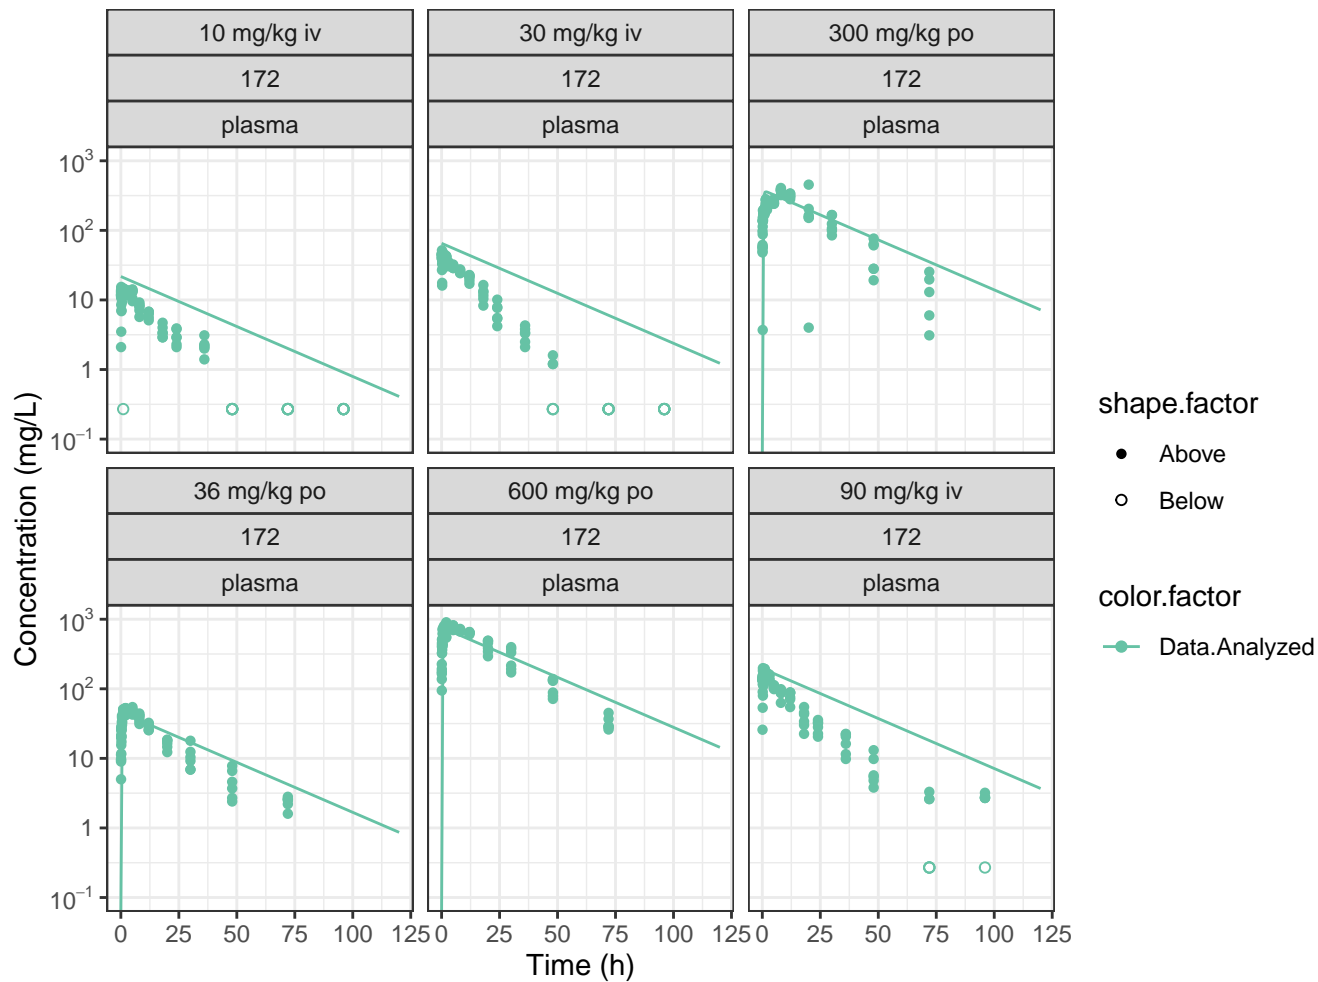 10 mg/kg iv
30 mg/kg iv
300 mg/kg po
172
172
172
plasma
plasma
plasma
10³
10²
10
1
10⁻¹
36 mg/kg po
600 mg/kg po
90 mg/kg iv
172
172
172
plasma
plasma
plasma
10³
10²
10
1
10⁻¹
0 25 50 75 100 125
0 25 50 75 100 125
0 25 50 75 100 125
Time (h)
Concentration (mg/L)
shape.factor
Above
Below
color.factor
Data.Analyzed